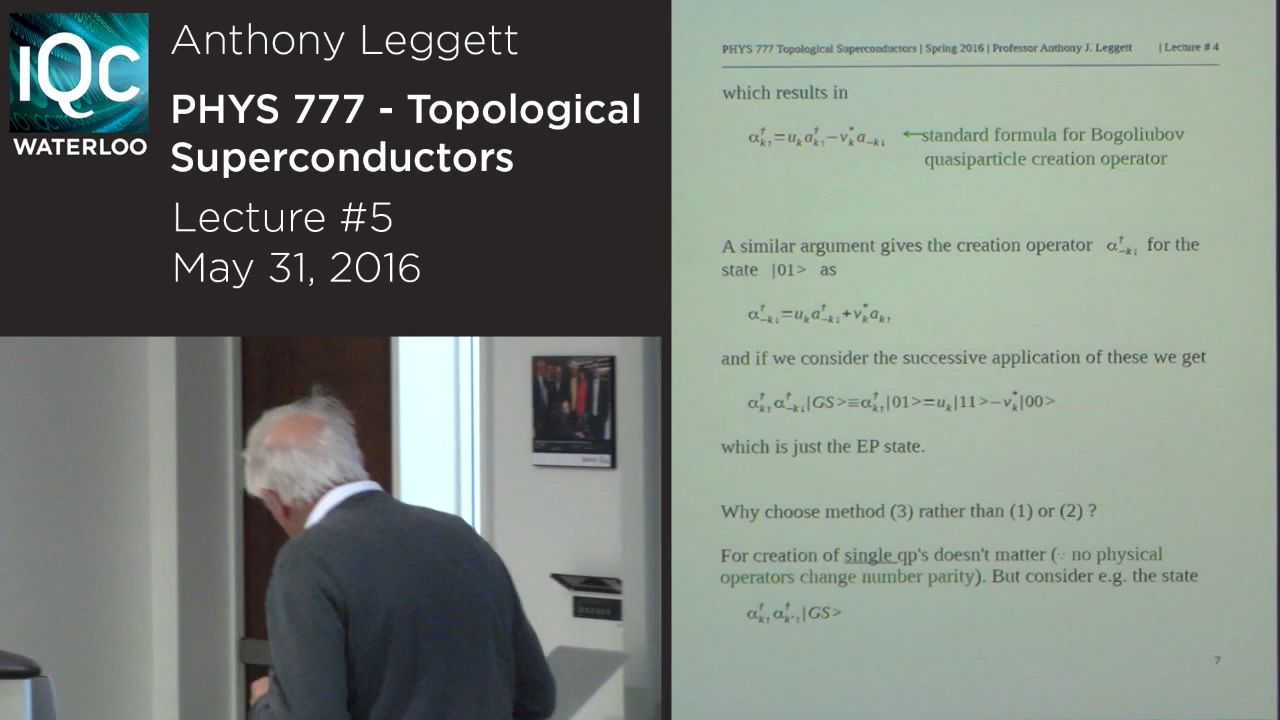 IQC
WATERLOO
Anthony Leggett
PHYS 777 - Topological
Superconductors
Lecture #5
May 31, 2016
PHYS 777 Topological Superconductors | Spring 2016 | Professor Anthony J. Leggett | Lecture # 4
which results in
α†ₖ↑=uₖa†ₖ↑−v*ₖa₋ₖ↓ ←standard formula for Bogoliubov
quasiparticle creation operator
A similar argument gives the creation operator α†₋ₖ↓ for the
state |01> as
α†₋ₖ↓=uₖa†₋ₖ↓+v*ₖaₖ↑
and if we consider the successive application of these we get
α†ₖ↑α†₋ₖ↓|GS>≡α†ₖ↑|01>=uₖ|11>−v*ₖ|00>
which is just the EP state.
Why choose method (3) rather than (1) or (2) ?
For creation of single qp's doesn't matter (∵ no physical
operators change number parity). But consider e.g. the state
α†ₖ↑α†ₖ'↑|GS>
7